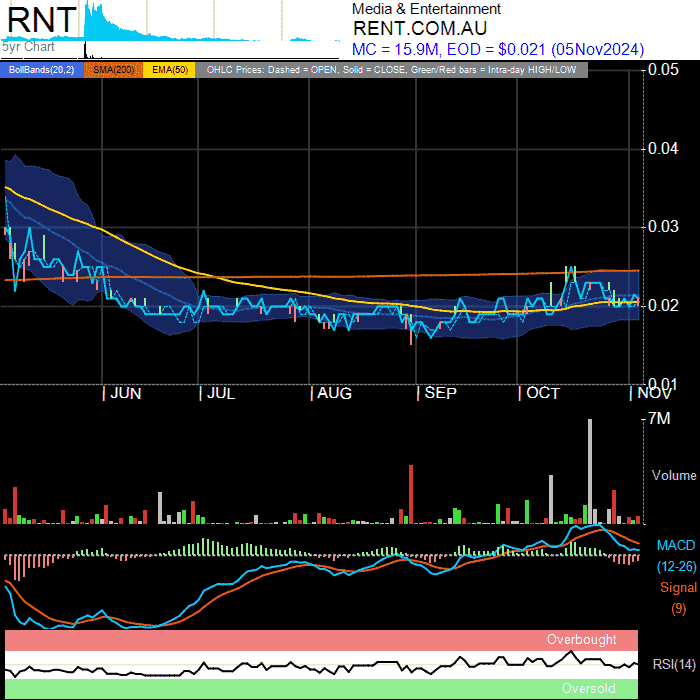 RNT
5yr Chart
Media & Entertainment
RENT.COM.AU
MC = 15.9M, EOD = $0.021 (05Nov2024)
BollBands(20,2) SMA(200) EMA(50) OHLC Prices: Dashed = OPEN, Solid = CLOSE, Green/Red bars = Intra-day HIGH/LOW
0.05
0.04
0.03
0.02
0.01
JUN JUL AUG SEP OCT NOV
7M
Volume
MACD
(12-26)
Signal
(9)
Overbought
RSI(14)
Oversold